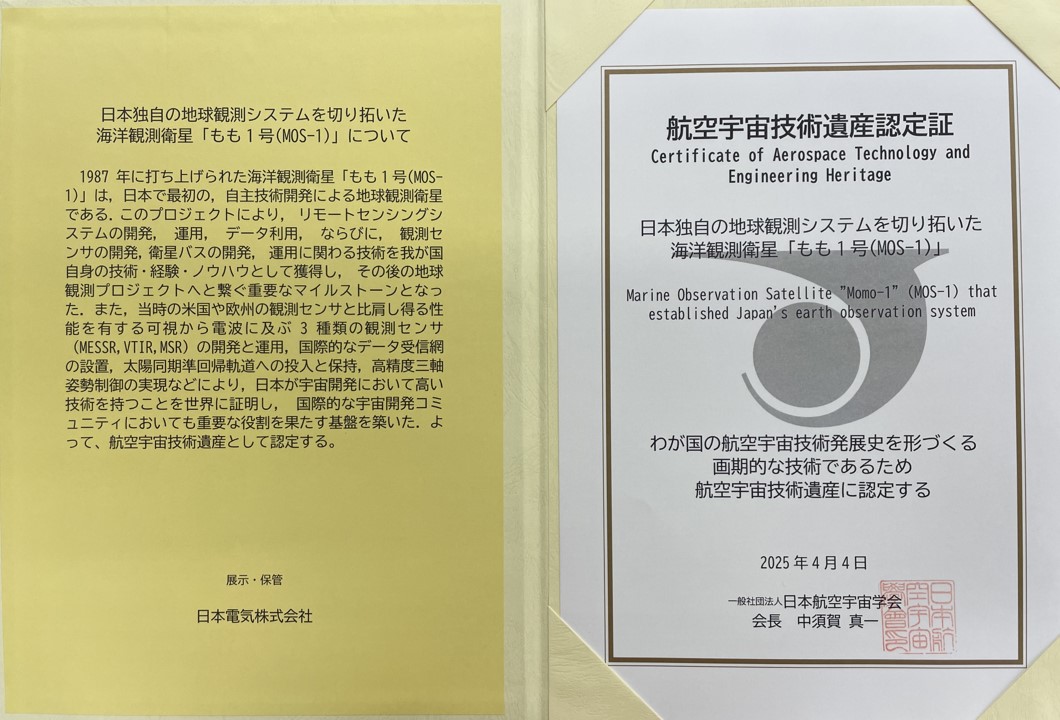 日本独自の地球観測システムを切り拓いた
海洋観測衛星「もも１号(MOS-1)」について
1987 年に打ち上げられた海洋観測衛星「もも１号(MOS-
1)」は，日本で最初の，自主技術開発による地球観測衛星
である．このプロジェクトにより， リモートセンシングシ
ステムの開発， 運用， データ利用， ならびに， 観測セ
ンサの開発，衛星バスの開発， 運用に関わる技術を我が国
自身の技術・経験・ノウハウとして獲得し， その後の地球
観測プロジェクトへと繋ぐ重要なマイルストーンとなっ
た．また，当時の米国や欧州の観測センサと比肩し得る性
能を有する可視から電波に及ぶ 3 種類の観測センサ
（MESSR,VTIR,MSR）の開発と運用，国際的なデータ受信網
の設置，太陽同期準回帰軌道への投入と保持，高精度三軸
姿勢制御の実現などにより，日本が宇宙開発において高い
技術を持つことを世界に証明し， 国際的な宇宙開発コミ
ュニティにおいても重要な役割を果たす基盤を築いた．よ
って、航空宇宙技術遺産として認定する。
展示・保管
日本電気株式会社
航空宇宙技術遺産認定証
Certificate of Aerospace Technology and
Engineering Heritage
日本独自の地球観測システムを切り拓いた
海洋観測衛星「もも１号(MOS-1)」
Marine Observation Satellite "Momo-1" (MOS-1) that
established Japan's earth observation system
わが国の航空宇宙技術発展史を形づくる
画期的な技術であるため
航空宇宙技術遺産に認定する
2025 年 4 月 4 日
一般社団法人日本航空宇宙学会
会長　中須賀 真一
日本航
空宇宙
學會印